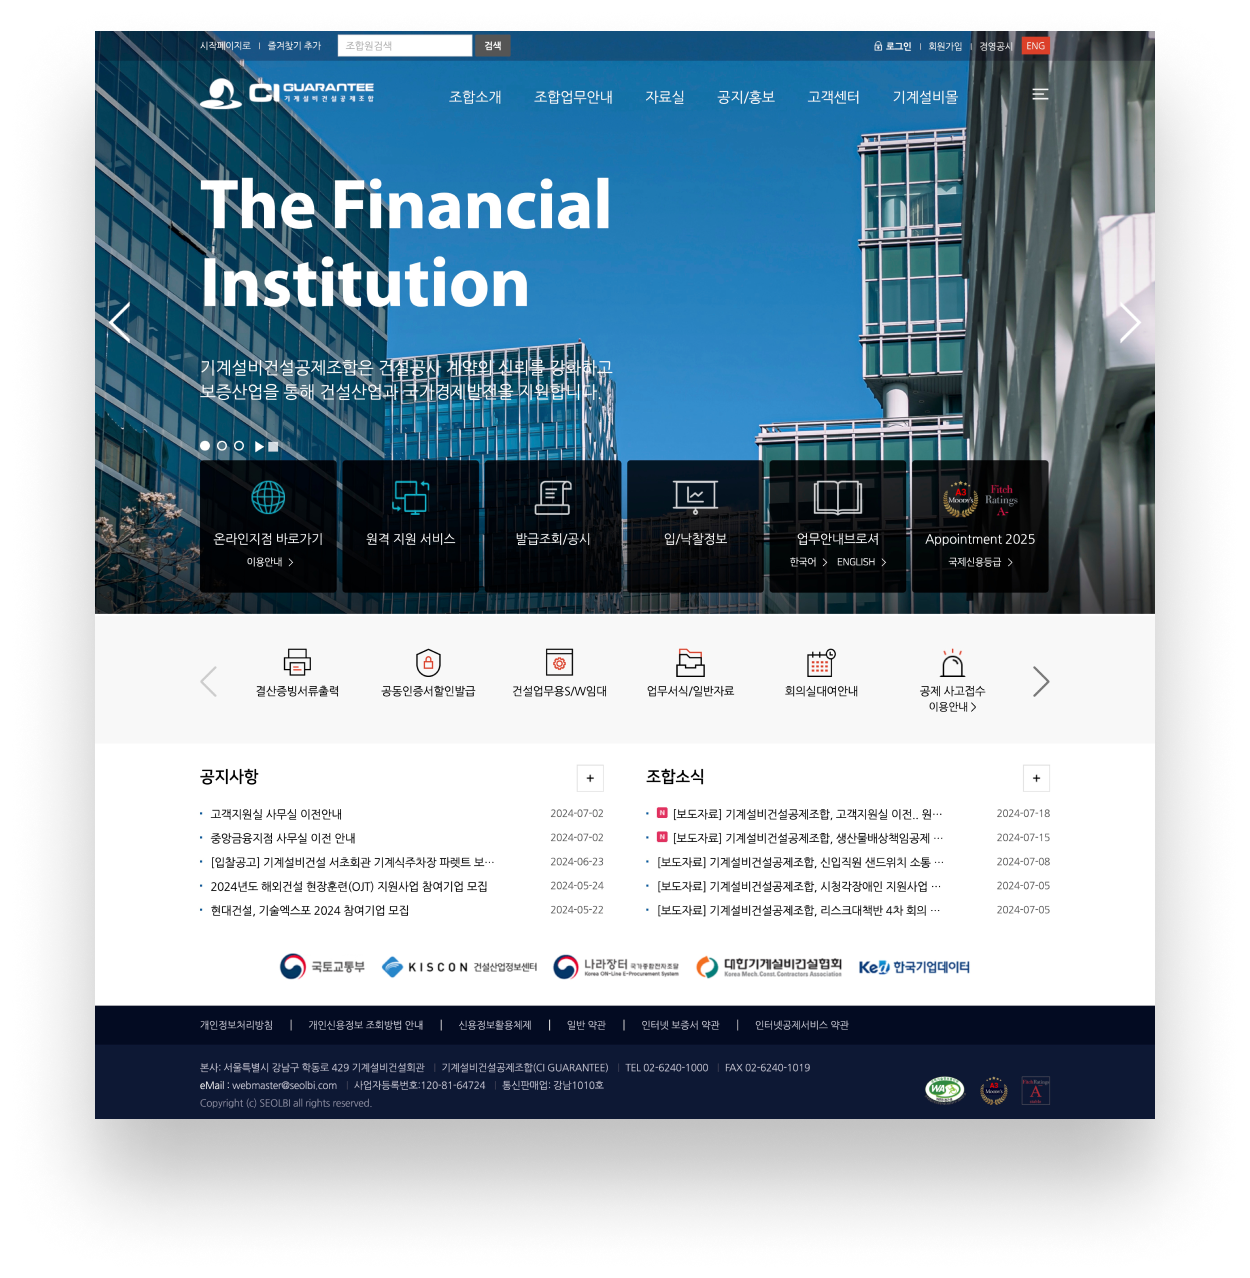 시작페이지로 | 즐겨찾기 추가 조합원검색 검색 로그인 | 회원가입 | 경영공시 ENG
CI GUARANTEE
기계설비건설공제조합
조합소개 조합업무안내 자료실 공지/홍보 고객센터 기계설비몰
The Financial
Institution
기계설비건설공제조합은 건설공사 계약의 신뢰를 강화하고
보증산업을 통해 건설산업과 국가경제발전을 지원합니다.
A3 Moody's Fitch Ratings A-
온라인지점 바로가기 원격 지원 서비스 발급조회/공시 입/낙찰정보 업무안내브로셔 Appointment 2025
이용안내 > 한국어 > ENGLISH > 국제신용등급 >
결산증빙서류출력 공동인증서할인발급 건설업무용S/W임대 업무서식/일반자료 회의실대여안내 공제 사고접수
이용안내 >
공지사항 +
고객지원실 사무실 이전안내 2024-07-02
중앙금융지점 사무실 이전 안내 2024-07-02
[입찰공고] 기계설비건설 서초회관 기계식주차장 파렛트 보… 2024-06-23
2024년도 해외건설 현장훈련(OJT) 지원사업 참여기업 모집 2024-05-24
현대건설, 기술엑스포 2024 참여기업 모집 2024-05-22
조합소식 +
N [보도자료] 기계설비건설공제조합, 고객지원실 이전.. 원… 2024-07-18
N [보도자료] 기계설비건설공제조합, 생산물배상책임공제 … 2024-07-15
[보도자료] 기계설비건설공제조합, 신입직원 샌드위치 소통 … 2024-07-08
[보도자료] 기계설비건설공제조합, 시청각장애인 지원사업 … 2024-07-05
[보도자료] 기계설비건설공제조합, 리스크대책반 4차 회의 … 2024-07-05
국토교통부 KISCON 건설산업정보센터 나라장터 국가종합전자조달 대한기계설비건설협회 KeD 한국기업데이터
Korea ON-Line E-Procurement System Korea Mech. Const. Contractors Association
개인정보처리방침 | 개인신용정보 조회방법 안내 | 신용정보활용체제 | 일반 약관 | 인터넷 보증서 약관 | 인터넷공제서비스 약관
본사: 서울특별시 강남구 학동로 429 기계설비건설회관 | 기계설비건설공제조합(CI GUARANTEE) | TEL 02-6240-1000 | FAX 02-6240-1019
eMail : webmaster@seolbi.com | 사업자등록번호:120-81-64724 | 통신판매업: 강남1010호
Copyright (c) SEOLBI all rights reserved.
WA A3 Moody's FitchRatings A